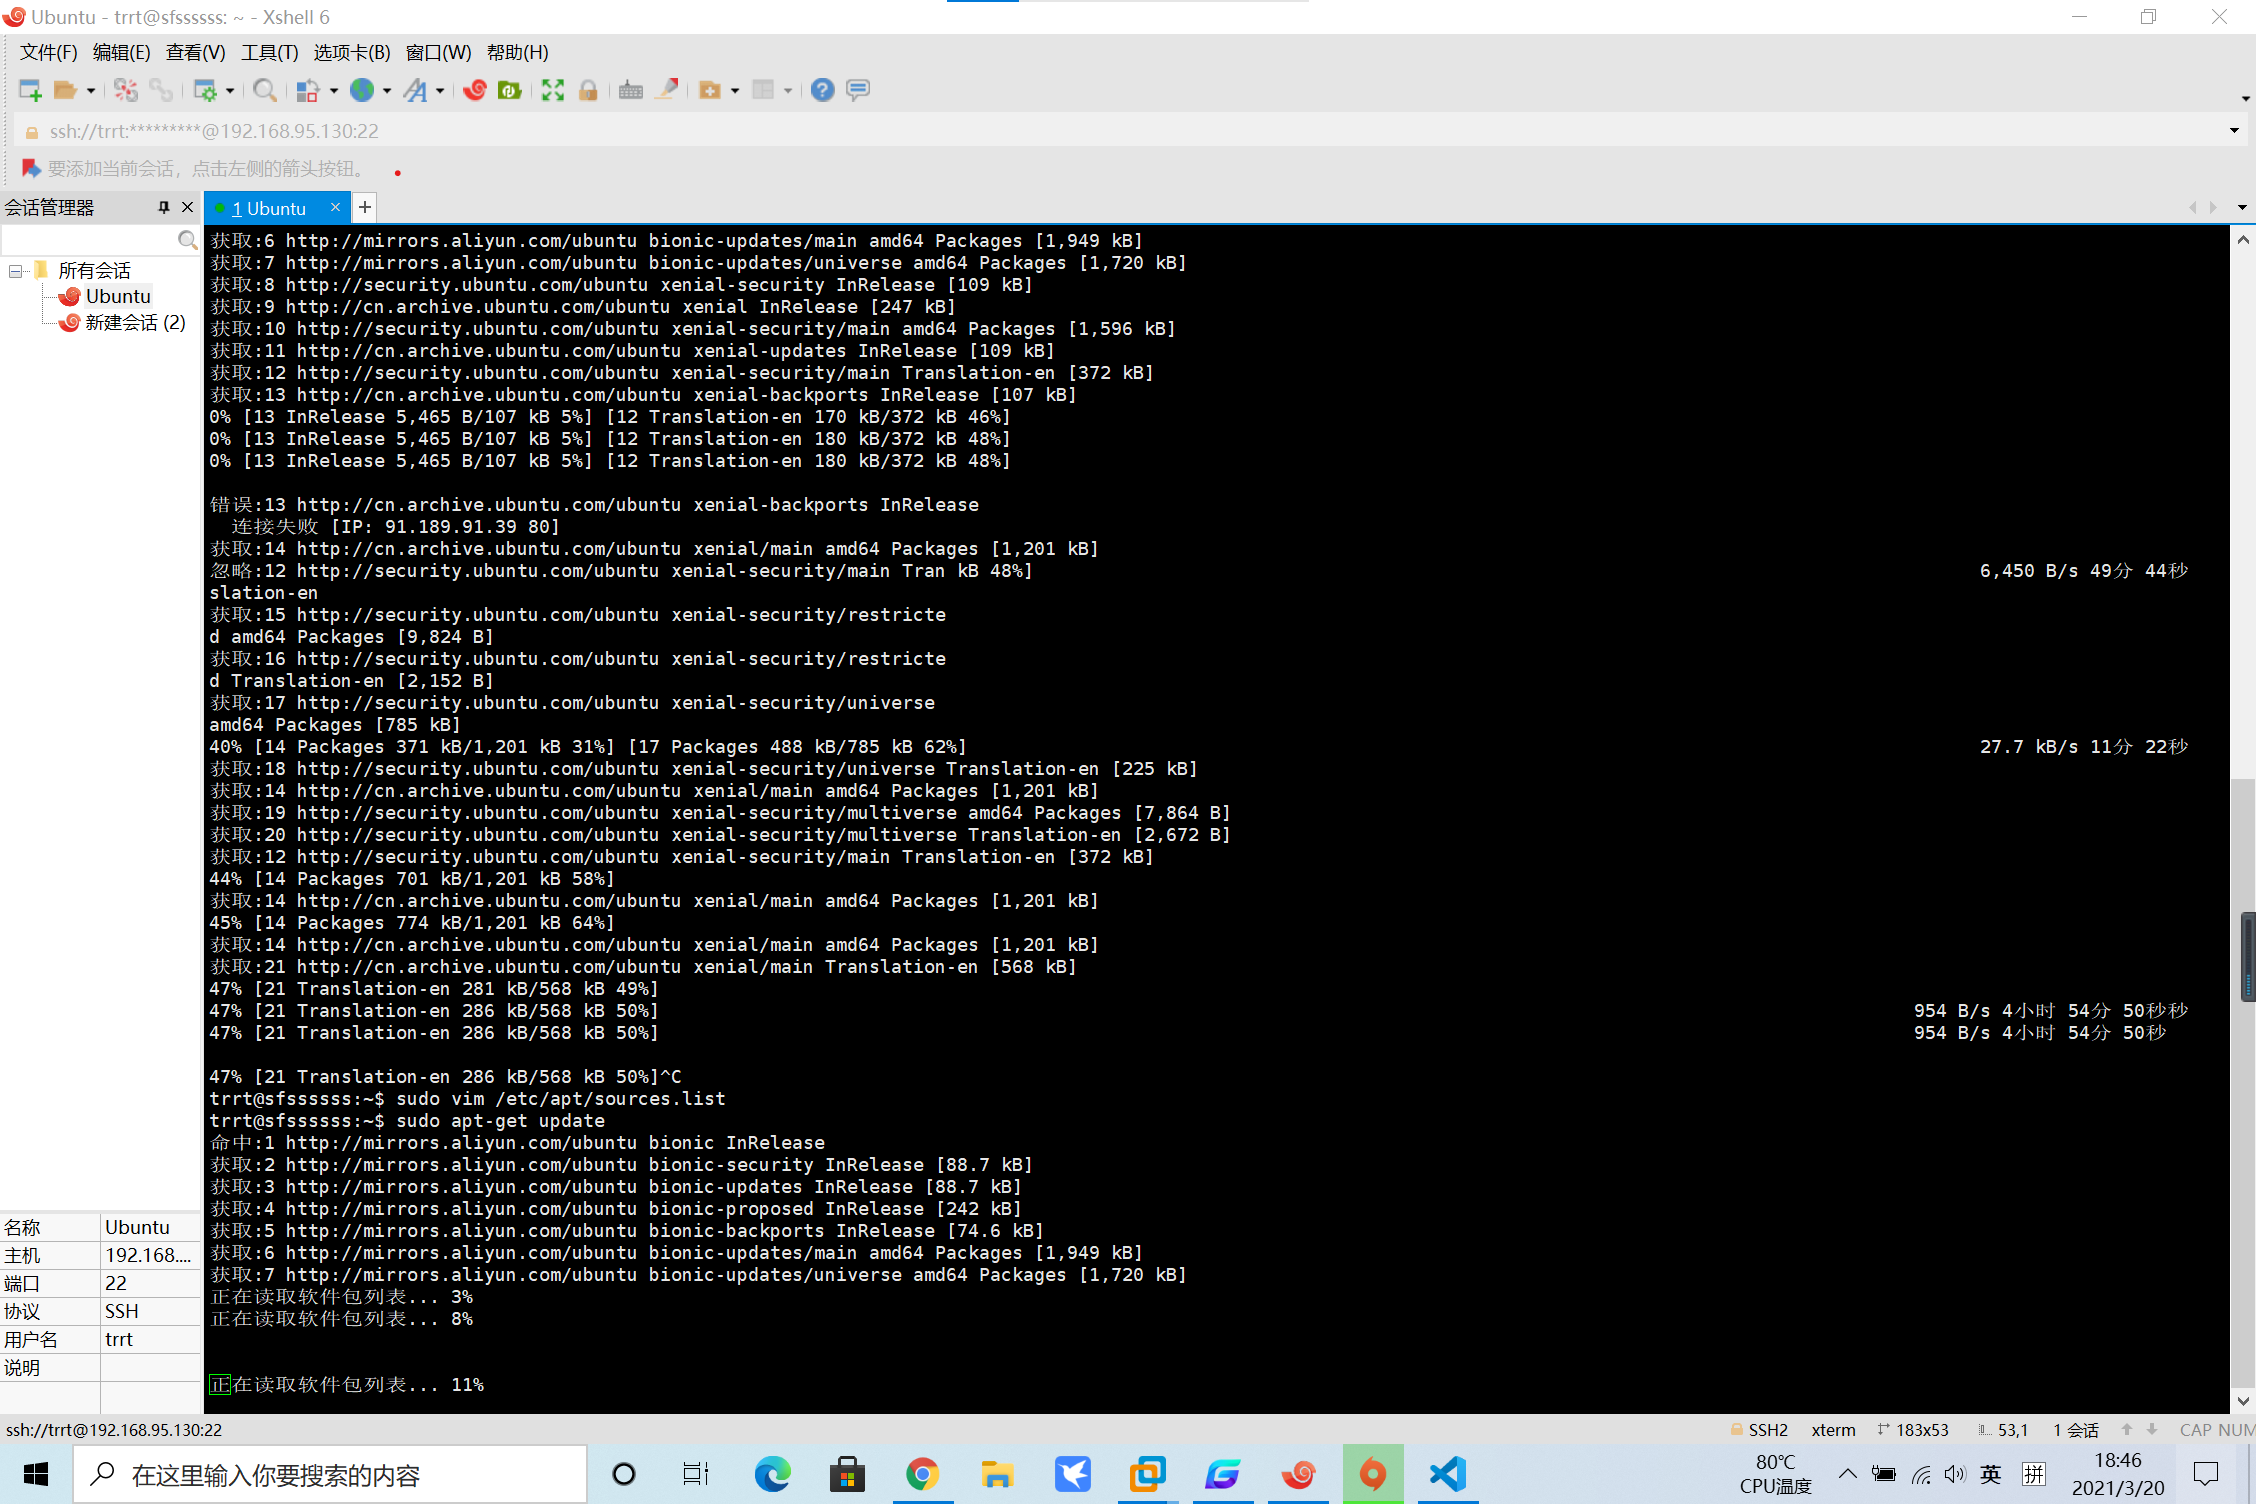 Ubuntu - trrt@sfssssss: ~ - Xshell 6
文件(F) 编辑(E) 查看(V) 工具(T) 选项卡(B) 窗口(W) 帮助(H)
ssh://trrt:*********@192.168.95.130:22
要添加当前会话，点击左侧的箭头按钮。
会话管理器
1 Ubuntu
所有会话
Ubuntu
新建会话 (2)
获取:6 http://mirrors.aliyun.com/ubuntu bionic-updates/main amd64 Packages [1,949 kB]
获取:7 http://mirrors.aliyun.com/ubuntu bionic-updates/universe amd64 Packages [1,720 kB]
获取:8 http://security.ubuntu.com/ubuntu xenial-security InRelease [109 kB]
获取:9 http://cn.archive.ubuntu.com/ubuntu xenial InRelease [247 kB]
获取:10 http://security.ubuntu.com/ubuntu xenial-security/main amd64 Packages [1,596 kB]
获取:11 http://cn.archive.ubuntu.com/ubuntu xenial-updates InRelease [109 kB]
获取:12 http://security.ubuntu.com/ubuntu xenial-security/main Translation-en [372 kB]
获取:13 http://cn.archive.ubuntu.com/ubuntu xenial-backports InRelease [107 kB]
0% [13 InRelease 5,465 B/107 kB 5%] [12 Translation-en 170 kB/372 kB 46%]
0% [13 InRelease 5,465 B/107 kB 5%] [12 Translation-en 180 kB/372 kB 48%]
0% [13 InRelease 5,465 B/107 kB 5%] [12 Translation-en 180 kB/372 kB 48%]
错误:13 http://cn.archive.ubuntu.com/ubuntu xenial-backports InRelease
连接失败 [IP: 91.189.91.39 80]
获取:14 http://cn.archive.ubuntu.com/ubuntu xenial/main amd64 Packages [1,201 kB]
忽略:12 http://security.ubuntu.com/ubuntu xenial-security/main Tran kB 48%] 6,450 B/s 49分 44秒
slation-en
获取:15 http://security.ubuntu.com/ubuntu xenial-security/restricte
d amd64 Packages [9,824 B]
获取:16 http://security.ubuntu.com/ubuntu xenial-security/restricte
d Translation-en [2,152 B]
获取:17 http://security.ubuntu.com/ubuntu xenial-security/universe
amd64 Packages [785 kB]
40% [14 Packages 371 kB/1,201 kB 31%] [17 Packages 488 kB/785 kB 62%] 27.7 kB/s 11分 22秒
获取:18 http://security.ubuntu.com/ubuntu xenial-security/universe Translation-en [225 kB]
获取:14 http://cn.archive.ubuntu.com/ubuntu xenial/main amd64 Packages [1,201 kB]
获取:19 http://security.ubuntu.com/ubuntu xenial-security/multiverse amd64 Packages [7,864 B]
获取:20 http://security.ubuntu.com/ubuntu xenial-security/multiverse Translation-en [2,672 B]
获取:12 http://security.ubuntu.com/ubuntu xenial-security/main Translation-en [372 kB]
44% [14 Packages 701 kB/1,201 kB 58%]
获取:14 http://cn.archive.ubuntu.com/ubuntu xenial/main amd64 Packages [1,201 kB]
45% [14 Packages 774 kB/1,201 kB 64%]
获取:14 http://cn.archive.ubuntu.com/ubuntu xenial/main amd64 Packages [1,201 kB]
获取:21 http://cn.archive.ubuntu.com/ubuntu xenial/main Translation-en [568 kB]
47% [21 Translation-en 281 kB/568 kB 49%]
47% [21 Translation-en 286 kB/568 kB 50%] 954 B/s 4小时 54分 50秒秒
47% [21 Translation-en 286 kB/568 kB 50%] 954 B/s 4小时 54分 50秒
47% [21 Translation-en 286 kB/568 kB 50%]^C
trrt@sfssssss:~$ sudo vim /etc/apt/sources.list
trrt@sfssssss:~$ sudo apt-get update
命中:1 http://mirrors.aliyun.com/ubuntu bionic InRelease
获取:2 http://mirrors.aliyun.com/ubuntu bionic-security InRelease [88.7 kB]
获取:3 http://mirrors.aliyun.com/ubuntu bionic-updates InRelease [88.7 kB]
获取:4 http://mirrors.aliyun.com/ubuntu bionic-proposed InRelease [242 kB]
获取:5 http://mirrors.aliyun.com/ubuntu bionic-backports InRelease [74.6 kB]
获取:6 http://mirrors.aliyun.com/ubuntu bionic-updates/main amd64 Packages [1,949 kB]
获取:7 http://mirrors.aliyun.com/ubuntu bionic-updates/universe amd64 Packages [1,720 kB]
正在读取软件包列表... 3%
正在读取软件包列表... 8%
正在读取软件包列表... 11%
名称 Ubuntu
主机 192.168....
端口 22
协议 SSH
用户名 trrt
说明
ssh://trrt@192.168.95.130:22 SSH2 xterm 183x53 53,1 1 会话 CAP NUM
在这里输入你要搜索的内容
80℃
CPU温度
英 拼
18:46
2021/3/20